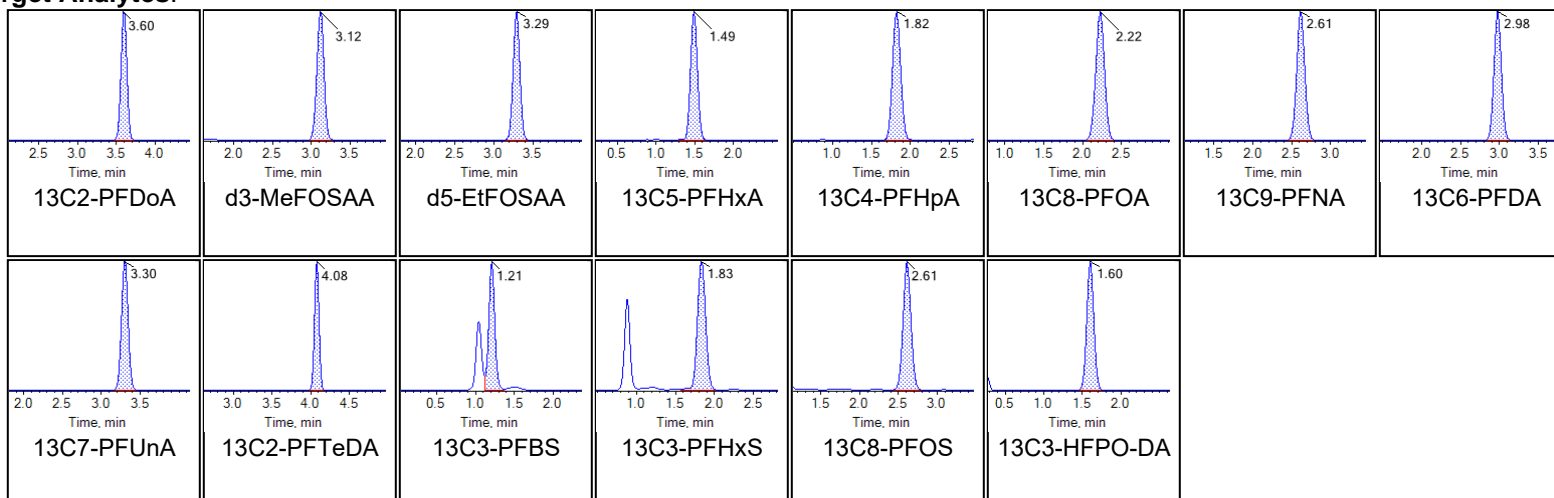 rget Analytes:
3.60 3.12 3.29 1.49 1.82 2.22 2.61 2.98
2.5 3.0 3.5 4.0 2.0 2.5 3.0 3.5 2.0 2.5 3.0 3.5 0.5 1.0 1.5 2.0 1.0 1.5 2.0 2.5 1.0 1.5 2.0 2.5 1.5 2.0 2.5 3.0 2.0 2.5 3.0 3.5
Time, min Time, min Time, min Time, min Time, min Time, min Time, min Time, min
13C2-PFDoA d3-MeFOSAA d5-EtFOSAA 13C5-PFHxA 13C4-PFHpA 13C8-PFOA 13C9-PFNA 13C6-PFDA
3.30 4.08 1.21 1.83 2.61 1.60
2.0 2.5 3.0 3.5 3.0 3.5 4.0 4.5 0.5 1.0 1.5 2.0 1.0 1.5 2.0 2.5 1.5 2.0 2.5 3.0 0.5 1.0 1.5 2.0
Time, min Time, min Time, min Time, min Time, min Time, min
13C7-PFUnA 13C2-PFTeDA 13C3-PFBS 13C3-PFHxS 13C8-PFOS 13C3-HFPO-DA